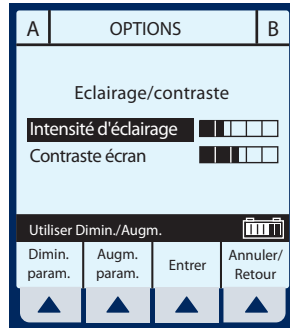 A OPTIONS B
Eclairage/contraste
Intensité d'éclairage
Contraste écran
Utiliser Dimin./Augm.
Dimin. param. Augm. param. Entrer Annuler/ Retour